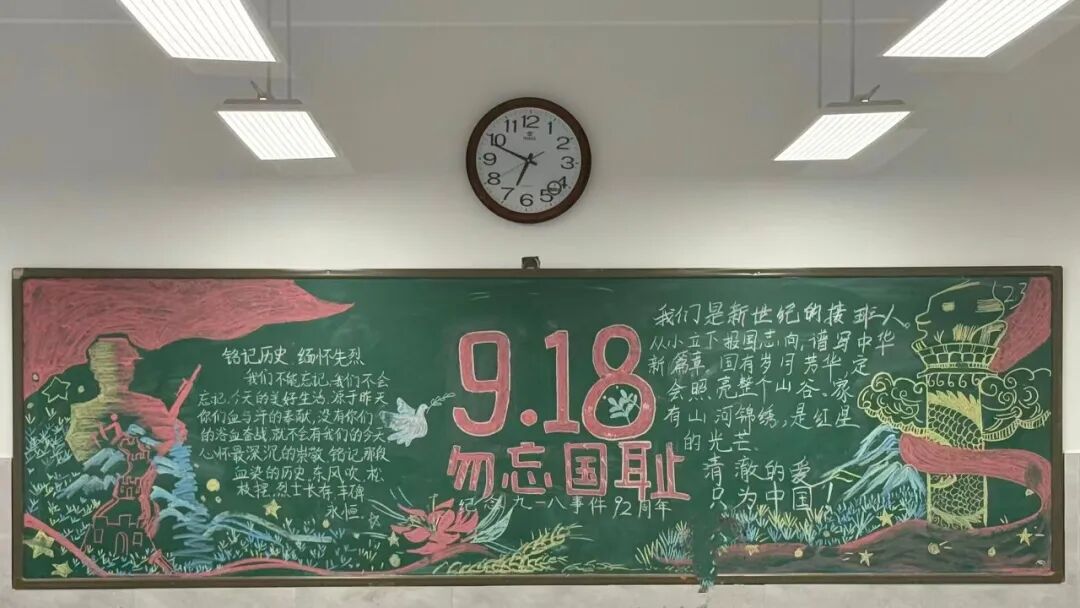 11 12
10 2
9 3
8
7 6 5
铭记历史 缅怀先烈
我们不能忘记,我们不会
忘记,今天的美好生活,源于昨天
你们血与汗的奉献,没有你们
的浴血奋战,就不会有我们的今天
心怀最深沉的崇敬 铭记那段
血染的历史,东风吹,松
枝挺,烈士长存,丰碑
永恒.
9.18
勿忘国耻
纪念九一八事件92周年
我们是新世纪的接班人。
从小立下报国志向,谱写中华
新篇章。国有岁月芳华,定
会照亮整个山谷。家
有山河锦绣,是红星
的光芒.
清澈的爱
只为中国!
23